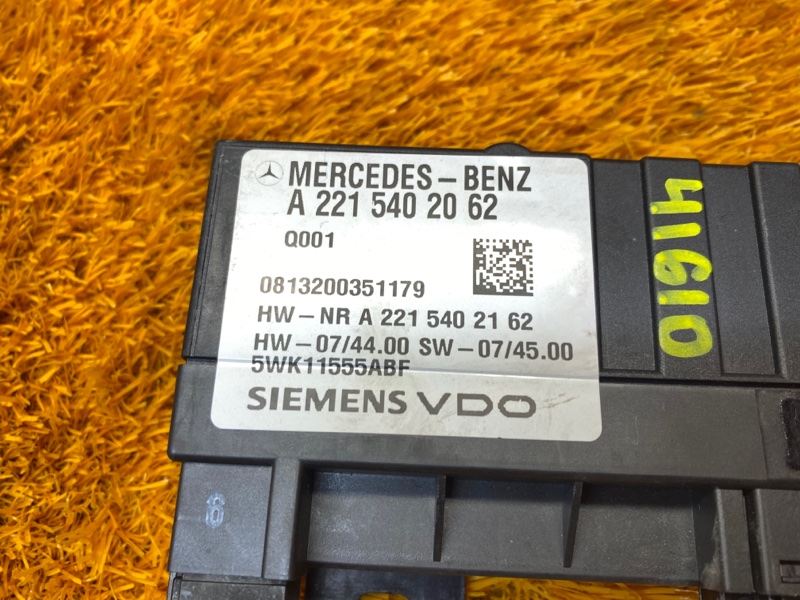 MERCEDES-BENZ
A 221 540 20 62
Q001
0813200351179
HW-NR A 221 540 21 62
HW-07/44.00 SW-07/45.00
5WK11555ABF
SIEMENS VDO